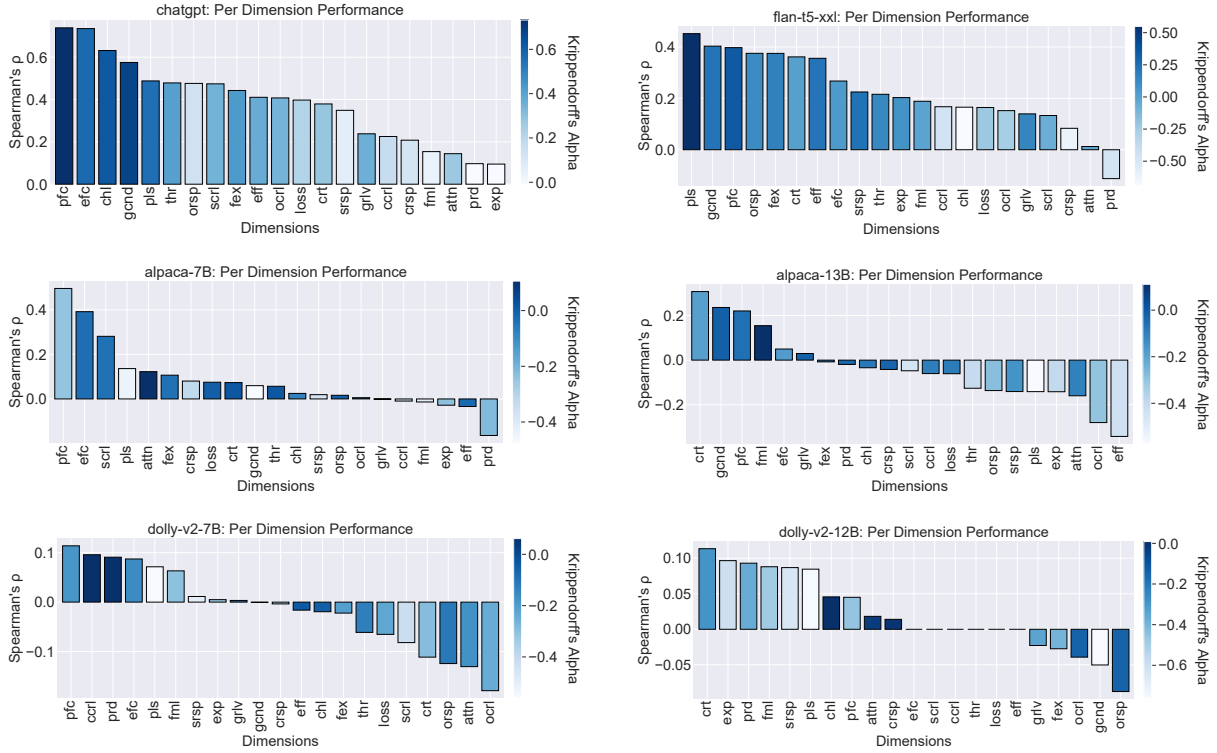 chatgpt: Per Dimension Performance
Spearman's ρ
0.6
0.4
0.2
0.0
pfc efc chl gcnd pls thr orsp scrl fex eff ocrl loss crt srsp grlv ccrl crsp fml attn prd exp
Dimensions
0.6
0.4
0.2
0.0
Krippendorff's Alpha
flan-t5-xxl: Per Dimension Performance
Spearman's ρ
0.4
0.2
0.0
pls gcnd pfc orsp fex crt eff efc srsp thr exp fml ccrl chl loss ocrl grlv scrl crsp attn prd
Dimensions
0.50
0.25
0.00
−0.25
−0.50
Krippendorff's Alpha
alpaca-7B: Per Dimension Performance
Spearman's ρ
0.4
0.2
0.0
pfc efc scrl pls attn fex crsp loss crt gcnd thr chl srsp orsp ocrl grlv ccrl fml exp eff prd
Dimensions
0.0
−0.2
−0.4
Krippendorff's Alpha
alpaca-13B: Per Dimension Performance
Spearman's ρ
0.2
0.0
−0.2
crt gcnd pfc fml efc grlv fex prd chl crsp scrl ccrl loss thr orsp srsp pls exp attn ocrl eff
Dimensions
0.0
−0.2
−0.4
Krippendorff's Alpha
dolly-v2-7B: Per Dimension Performance
Spearman's ρ
0.1
0.0
−0.1
pfc ccrl prd efc pls fml srsp exp grlv gcnd crsp eff chl fex thr loss scrl crt orsp attn ocrl
Dimensions
0.0
−0.2
−0.4
Krippendorff's Alpha
dolly-v2-12B: Per Dimension Performance
Spearman's ρ
0.10
0.05
0.00
−0.05
crt exp prd fml srsp pls chl pfc attn crsp efc scrl ccrl thr loss eff grlv fex ocrl gcnd orsp
Dimensions
0.0
−0.2
−0.4
−0.6
Krippendorff's Alpha